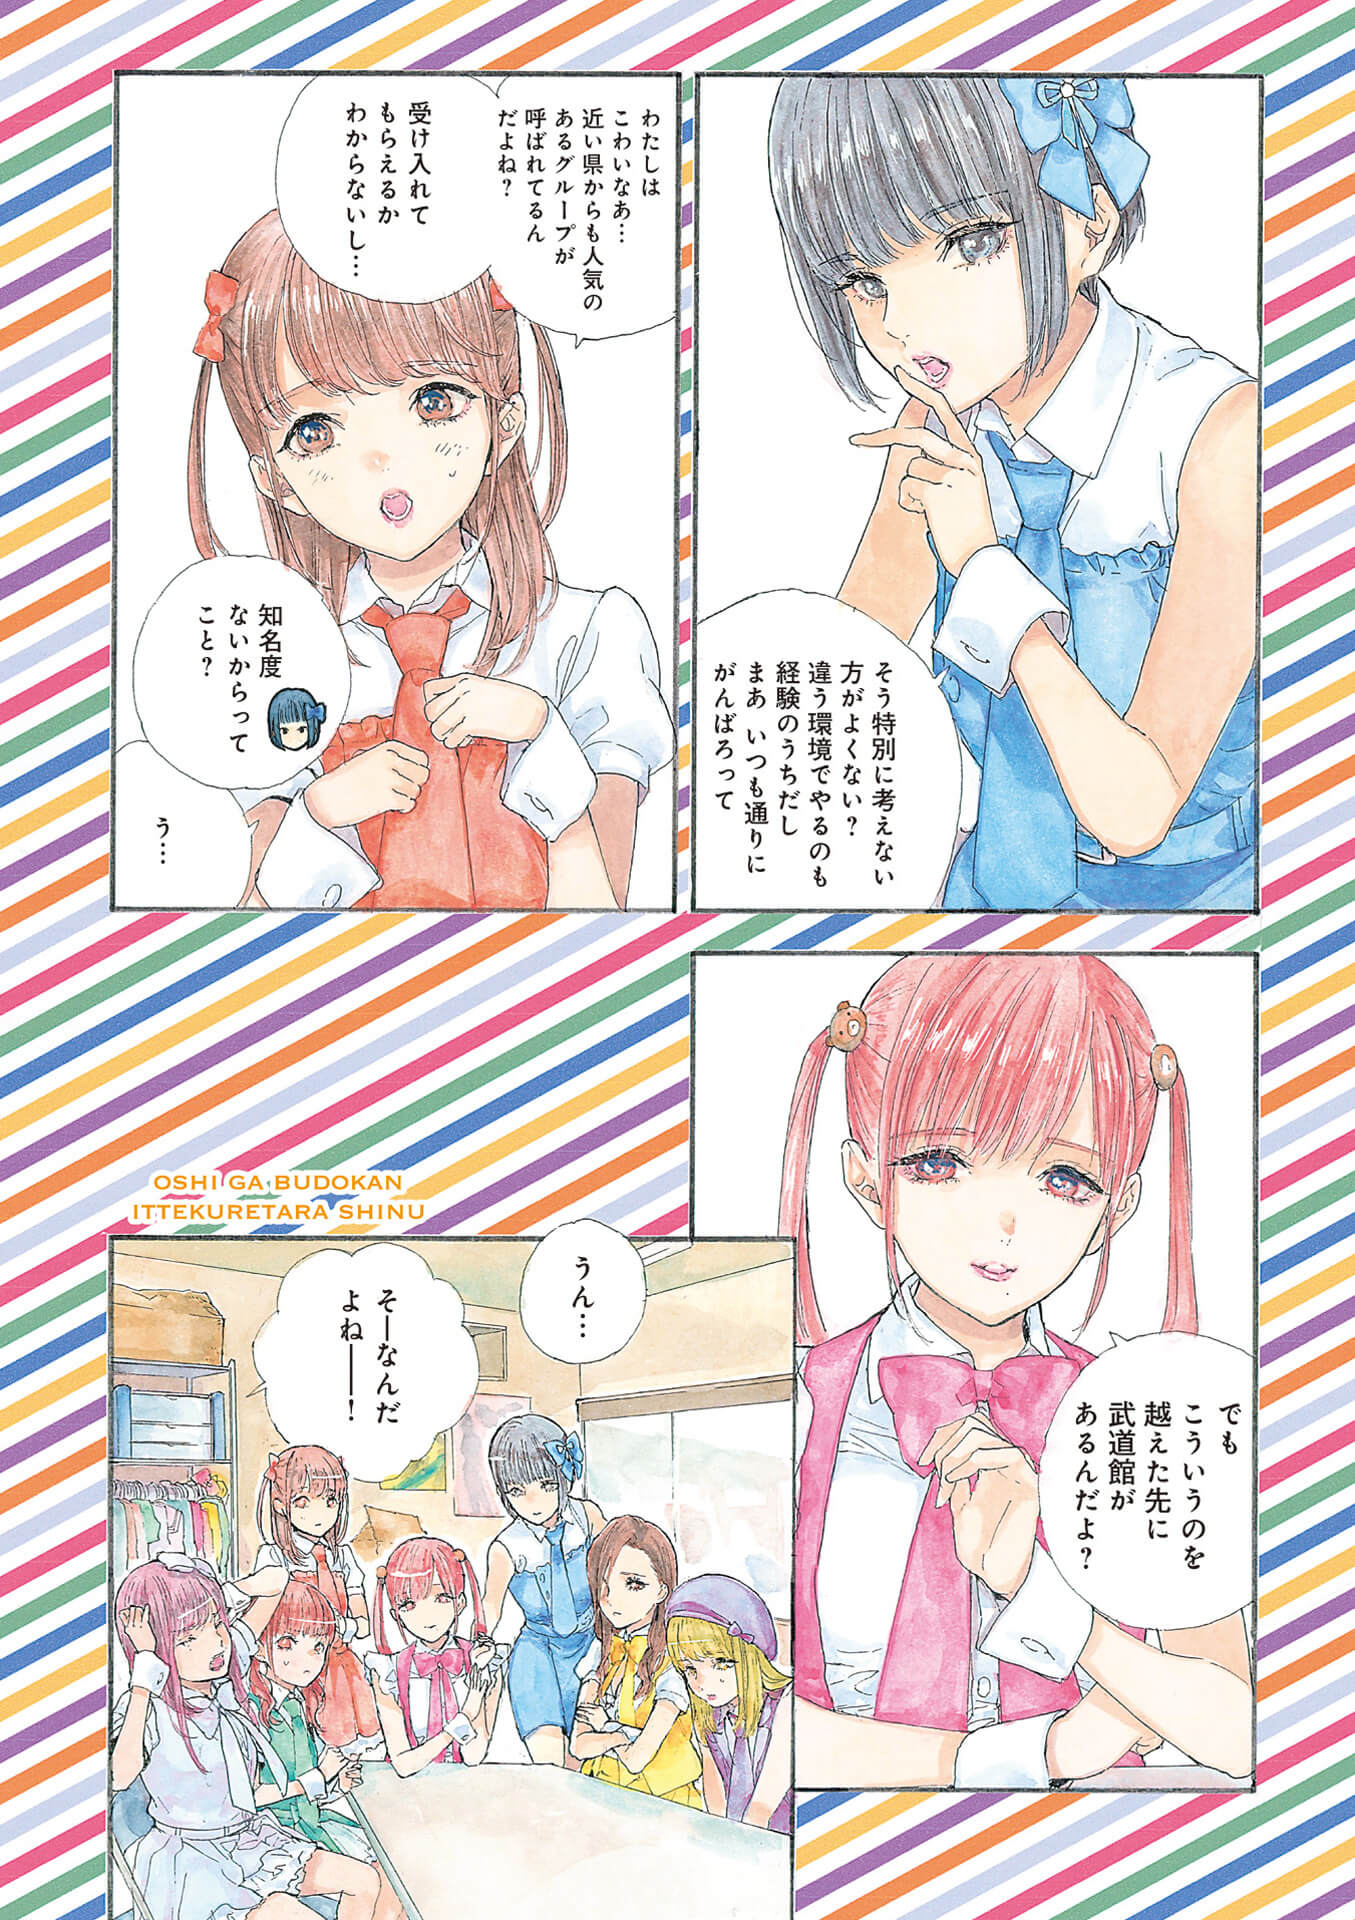 そう特別に考えない
方がよくない？
違う環境でやるのも
経験のうちだし
まあ いつも通りに
がんばろって
わたしは
こわいなあ…
近い県からも人気の
あるグループが
呼ばれてるん
だよね？
受け入れて
もらえるか
わからないし…
知名度
ないからって
こと？
う…
でも
こういうのを
越えた先に
武道館が
あるんだよ？
OSHI GA BUDOKAN
ITTEKURETARA SHINU
うん…
そーなんだ
よねーー！